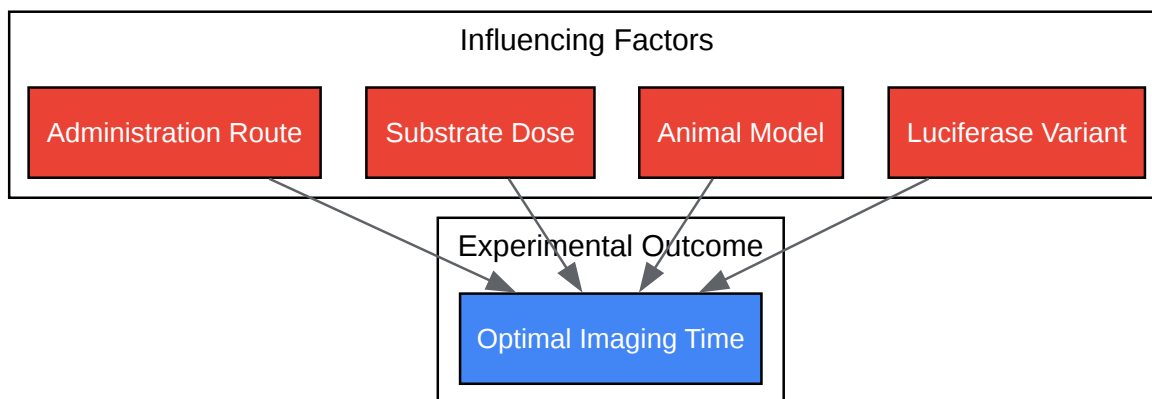 Influencing Factors
Administration Route
Substrate Dose
Animal Model
Luciferase Variant
Experimental Outcome
Optimal Imaging Time